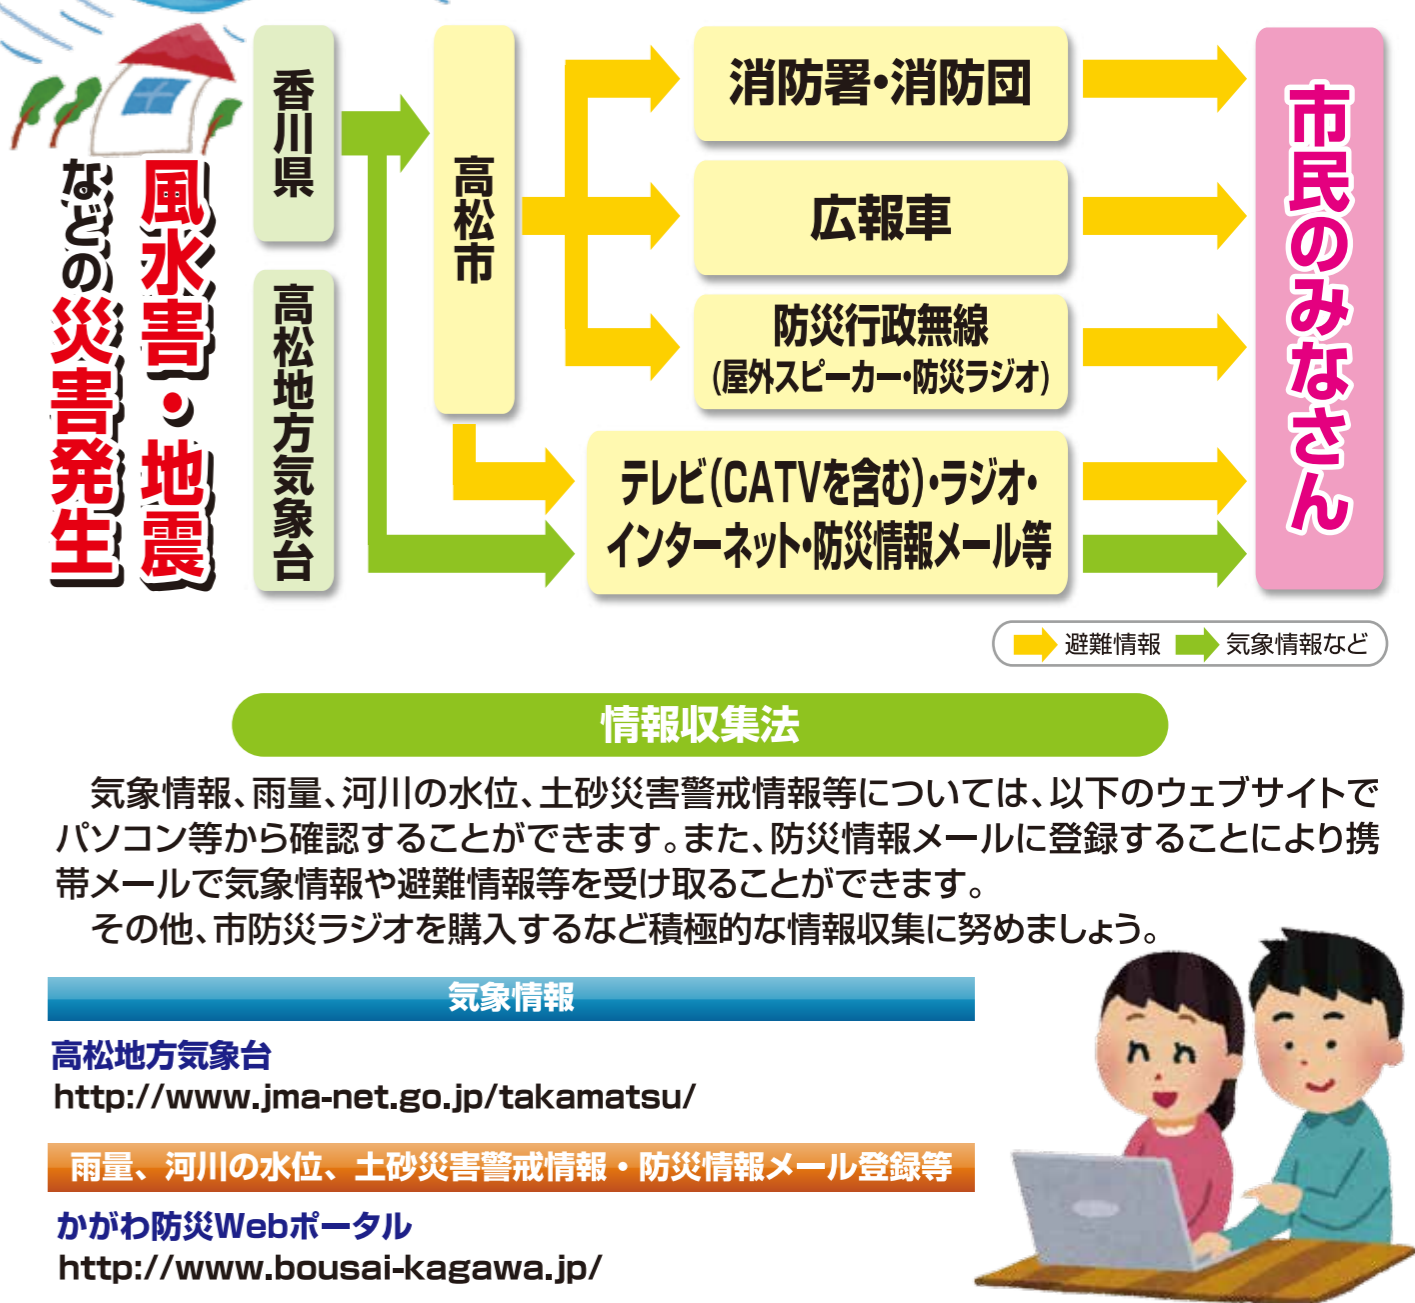 風水害・地震
などの災害発生
香川県
高松地方気象台
高松市
消防署・消防団
広報車
防災行政無線
(屋外スピーカー・防災ラジオ)
テレビ(CATVを含む)・ラジオ・
インターネット・防災情報メール等
市民のみなさん
避難情報 気象情報など
情報収集法
気象情報、雨量、河川の水位、土砂災害警戒情報等については、以下のウェブサイトで
パソコン等から確認することができます。また、防災情報メールに登録することにより携
帯メールで気象情報や避難情報等を受け取ることができます。
その他、市防災ラジオを購入するなど積極的な情報収集に努めましょう。
気象情報
高松地方気象台
http://www.jma-net.go.jp/takamatsu/
雨量、河川の水位、土砂災害警戒情報・防災情報メール登録等
かがわ防災Webポータル
http://www.bousai-kagawa.jp/